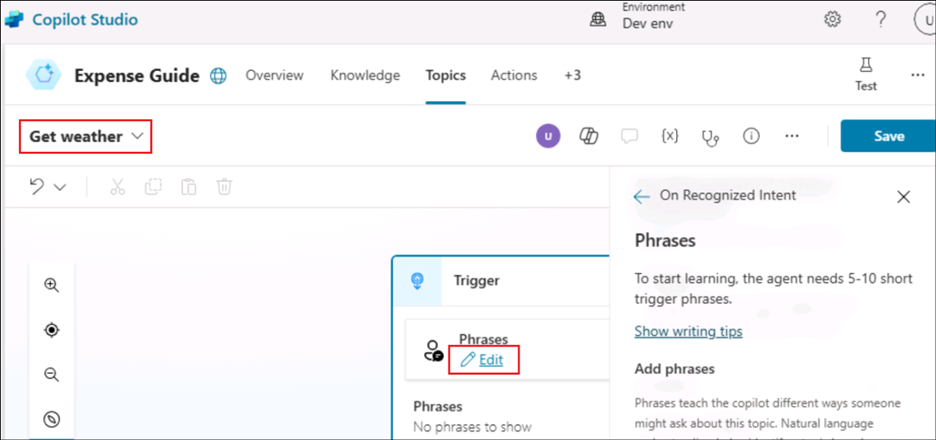 Copilot Studio
Environment
Dev env
?
U
Expense Guide
Overview
Knowledge
Topics
Actions
+3
Test
...
Get weather
U
{x}
...
Save
On Recognized Intent
Phrases
To start learning, the agent needs 5-10 short
trigger phrases.
Show writing tips
Add phrases
Phrases teach the copilot different ways someone
might ask about this topic. Natural language
Trigger
Phrases
Edit
Phrases
No phrases to show